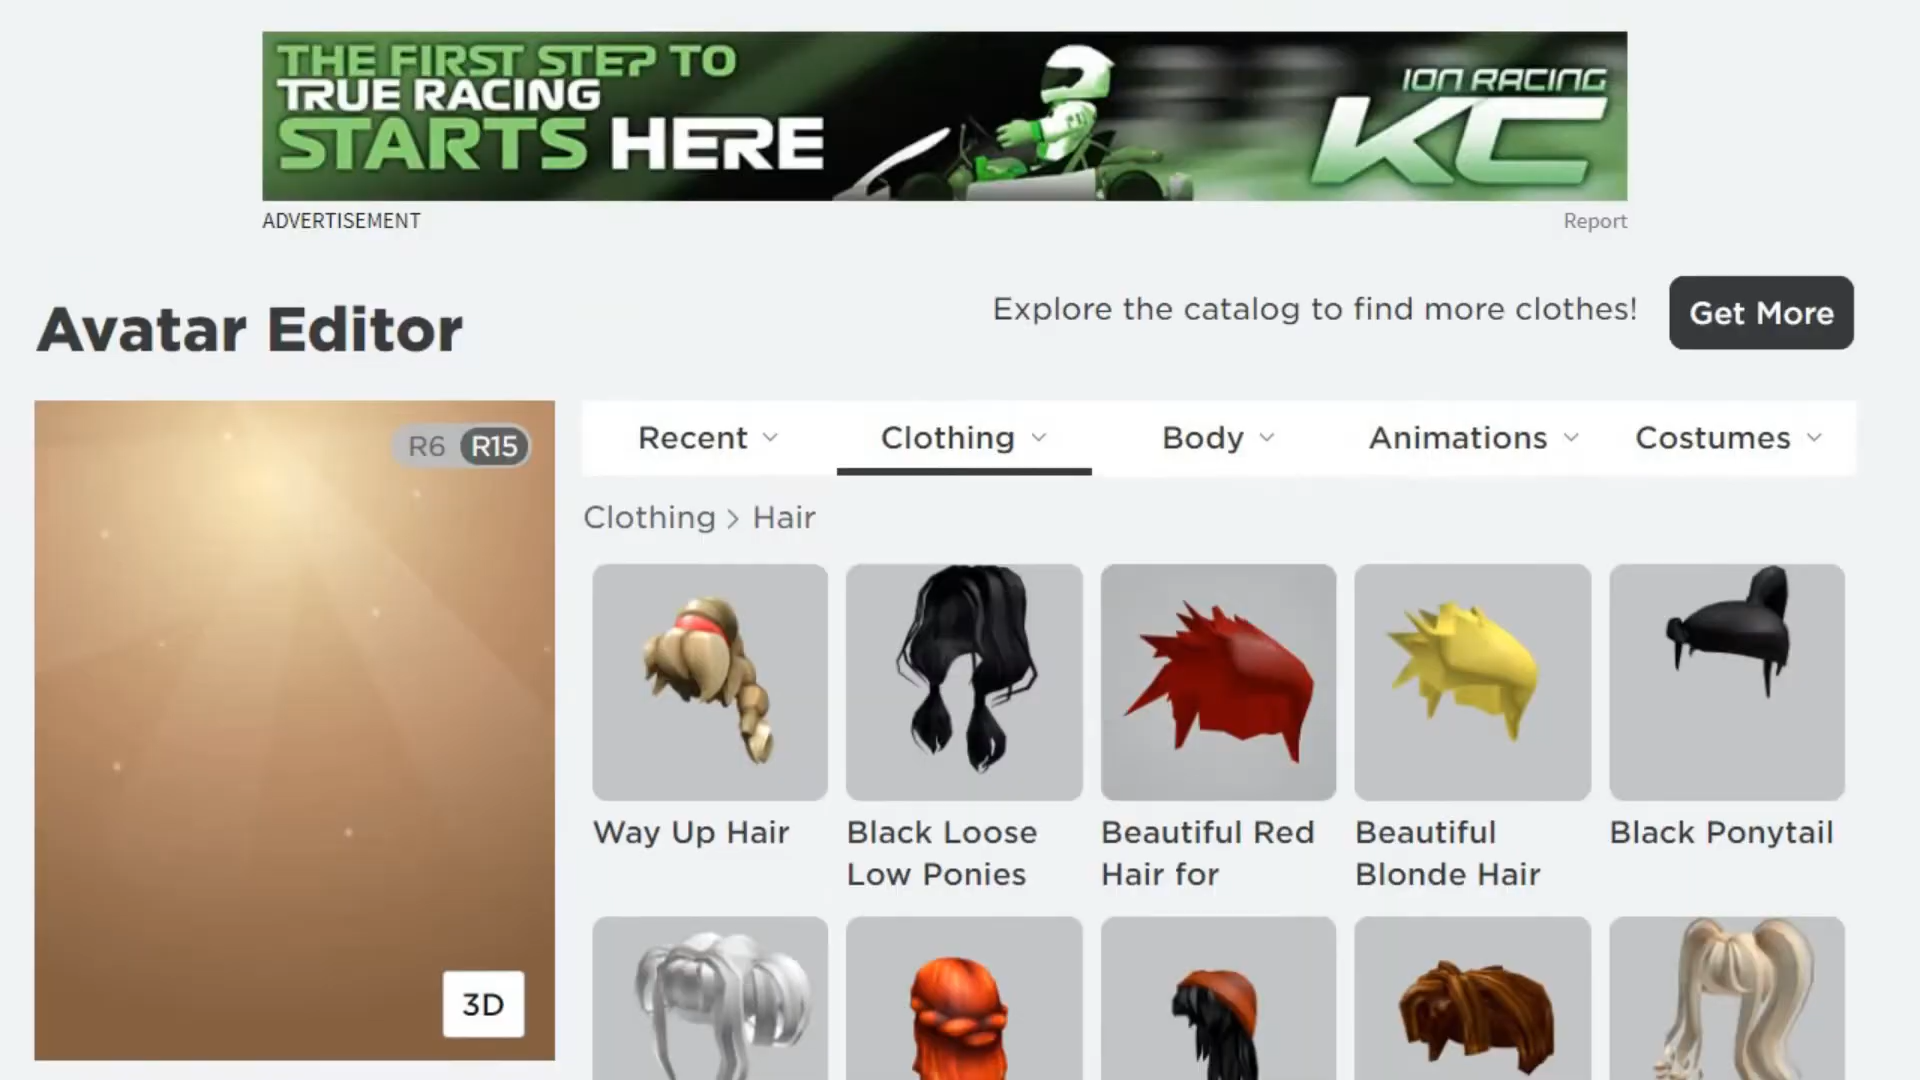 THE FIRST STEP TO
TRUE RACING
STARTS HERE
ION RACING
KC
ADVERTISEMENT
Report
Avatar Editor
Explore the catalog to find more clothes!
Get More
R6
R15
3D
Recent
Clothing
Body
Animations
Costumes
Clothing > Hair
Way Up Hair
Black Loose
Low Ponies
Beautiful Red
Hair for
Beautiful
Blonde Hair
Black Ponytail